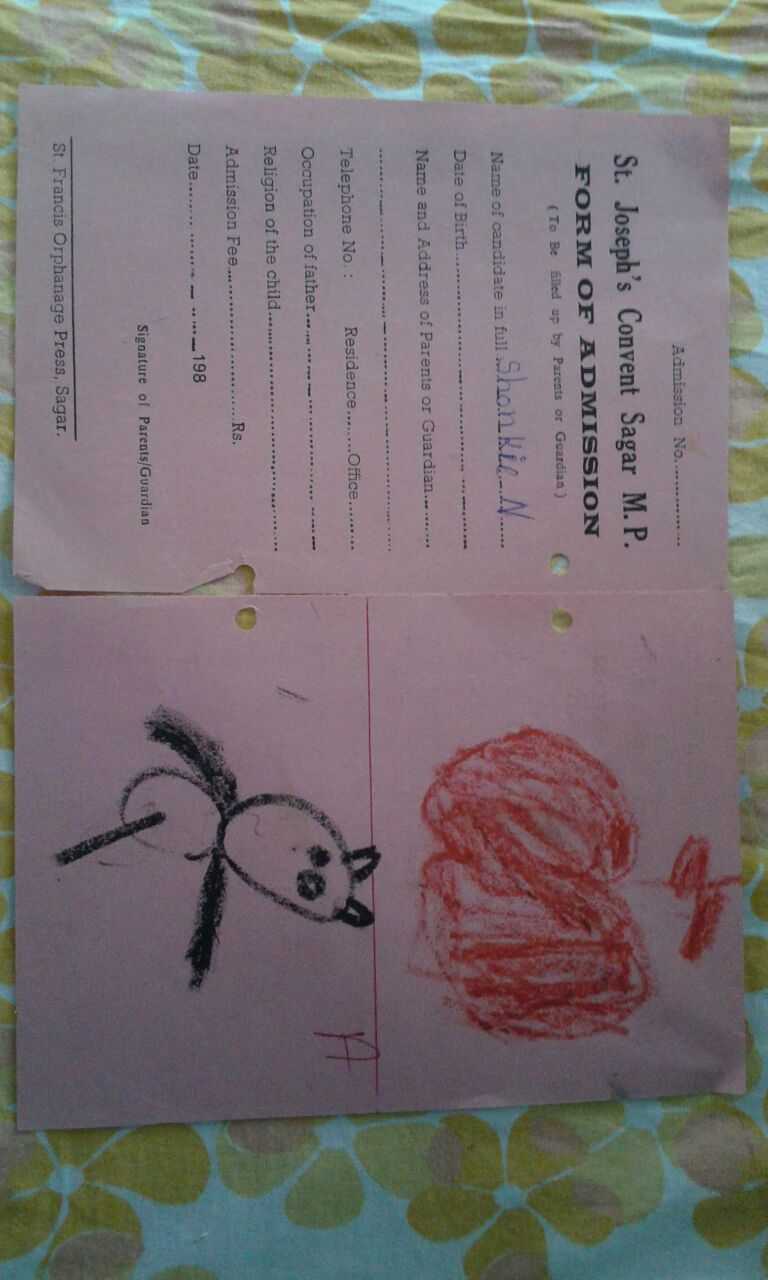 Admission No..............
St. Joseph's Convent Sagar M. P.
FORM OF ADMISSION
( To Be filled up by Parents or Guardian )
Name of candidate in full Shankie N
Date of Birth
Name and Address of Parents or Guardian
Telephone No. : Residence.......Office.......
Occupation of father
Religion of the child
Admission Fee....................Rs.
Date 198
Signature of Parents/Guardian
St. Francis Orphanage Press, Sagar.
A